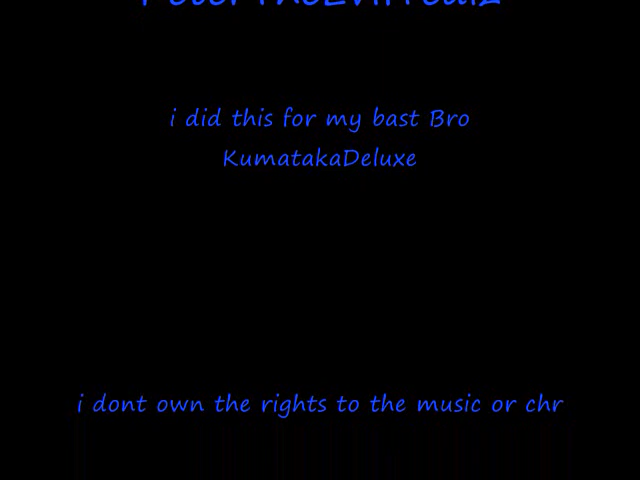 i did this for my bast Bro
KumatakaDeluxe
i dont own the rights to the music or chr